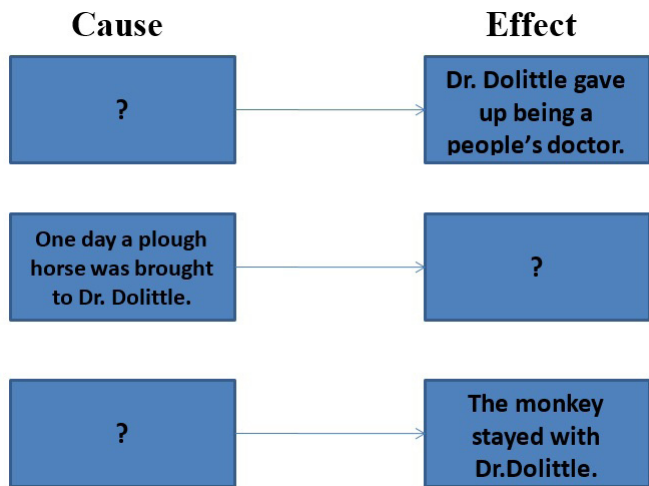 Cause
Effect
?
Dr. Dolittle gave
up being a
people's doctor.
One day a plough
horse was brought
to Dr. Dolittle.
?
?
The monkey
stayed with
Dr.Dolittle.